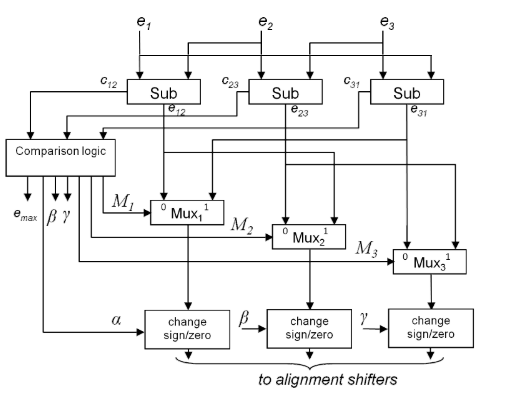 e1 e2 e3
c12 c23 c31
Sub Sub Sub
e12 e23 e31
Comparison logic
emax β γ
M1 0 Mux1 1
M2 0 Mux2 1
M3 0 Mux3 1
α change sign/zero
β change sign/zero
γ change sign/zero
to alignment shifters